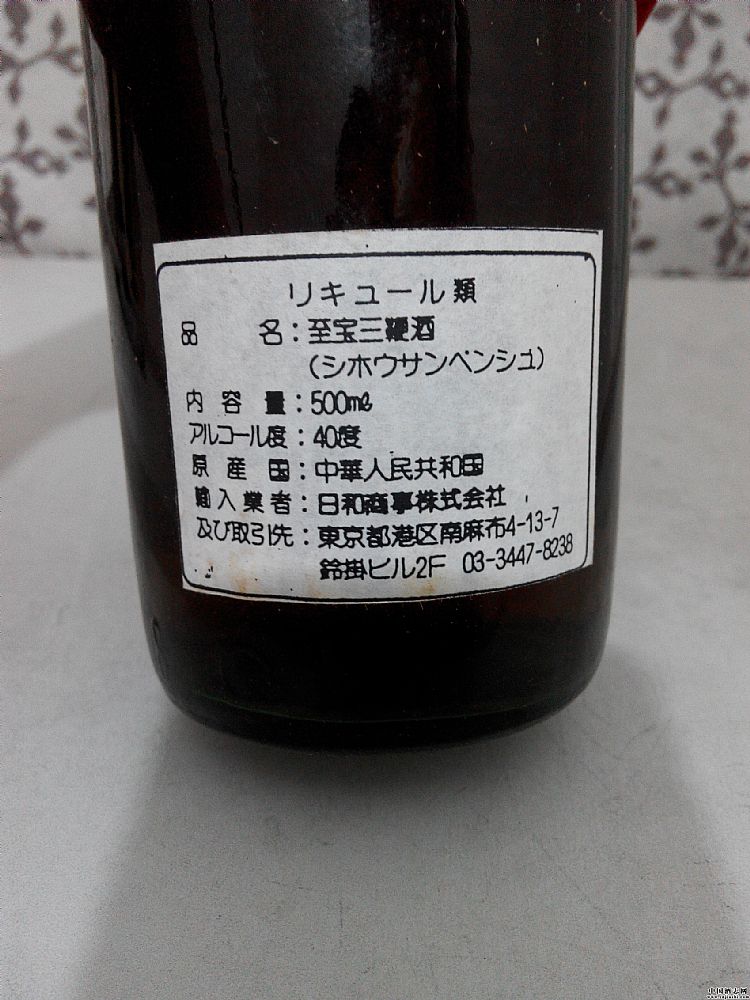 リキュール類
品名：至宝三鞭酒
（シホウサンペンシュ）
内容量：500mℓ
アルコール度：40度
原産国：中華人民共和国
輸入業者：日和商事株式会社
及び取引先：東京都港区南麻布4-13-7
鈴掛ビル2F 03-3447-8238